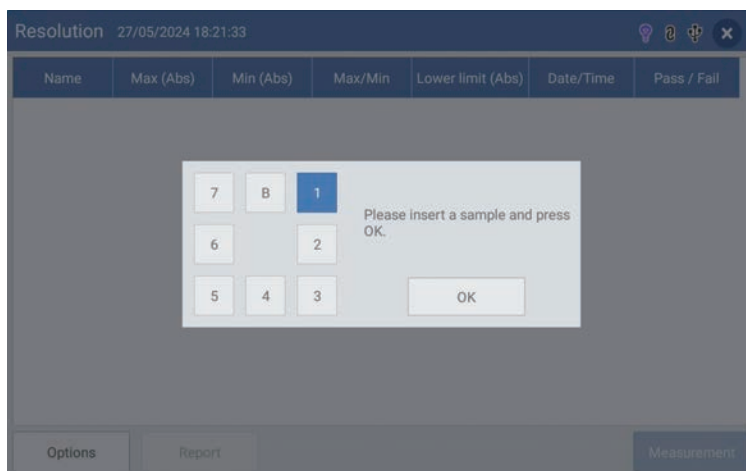 Resolution 27/05/2024 18:21:33
Name Max (Abs) Min (Abs) Max/Min Lower limit (Abs) Date/Time Pass / Fail
7 B 1
Please insert a sample and press
OK.
6 2
5 4 3
OK
Options Report Measurement